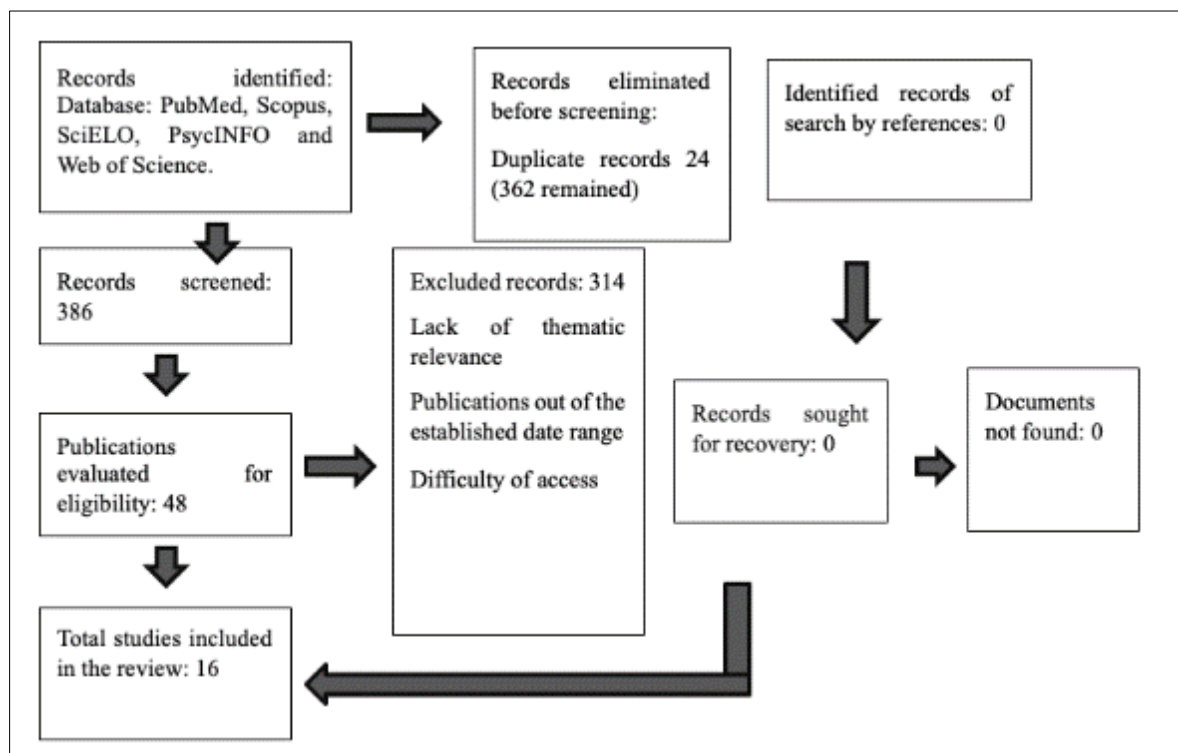 Records identified:
Database: PubMed, Scopus,
SciELO, PsycINFO and
Web of Science.
Records eliminated
before screening:
Duplicate records 24
(362 remained)
Identified records of
search by references: 0
Records screened:
386
Excluded records: 314
Lack of thematic
relevance
Publications out of the
established date range
Difficulty of access
Publications
evaluated for
eligibility: 48
Records sought
for recovery: 0
Documents
not found: 0
Total studies included
in the review: 16